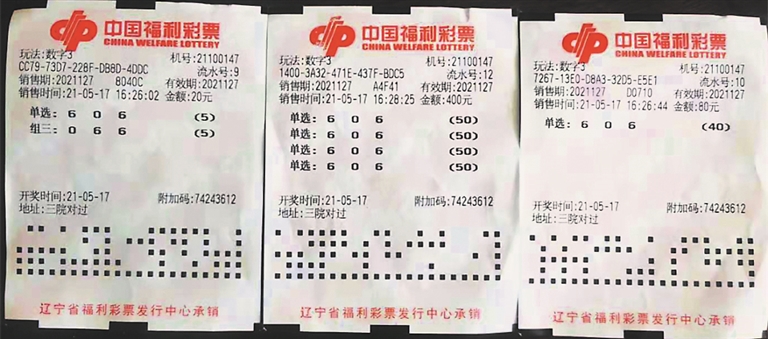 中国福利彩票
CHINA WELFARE LOTTERY
玩法:数字3 机号:21100147
CC79-73D7-22BF-DB8D-4DDC 流水号:9
销售期:2021127 B040C 有效期:2021127
销售时间:21-05-17 16:26:02 金额:20元
单选: 6 0 6 (5)
组三: 0 6 6 (5)
开奖时间:21-05-17 附加码:74243612
地址:三院对过
辽宁省福利彩票发行中心承销
中国福利彩票
CHINA WELFARE LOTTERY
玩法:数字3 机号:21100147
1400-3A32-471E-437F-BDC5 流水号:12
销售期:2021127 A4F41 有效期:2021127
销售时间:21-05-17 16:28:25 金额:400元
单选: 6 0 6 (50)
单选: 6 0 6 (50)
单选: 6 0 6 (50)
单选: 6 0 6 (50)
开奖时间:21-05-17 附加码:74243612
地址:三院对过
辽宁省福利彩票发行中心承销
中国福利彩票
CHINA WELFARE LOTTERY
玩法:数字3 机号:21100147
7267-13E0-D8A3-32D5-E5E1 流水号:10
销售期:2021127 D0710 有效期:2021127
销售时间:21-05-17 16:26:44 金额:80元
单选: 6 0 6 (40)
开奖时间:21-05-17 附加码:74243612
地址:三院对过
辽宁省福利彩票发行中心承销